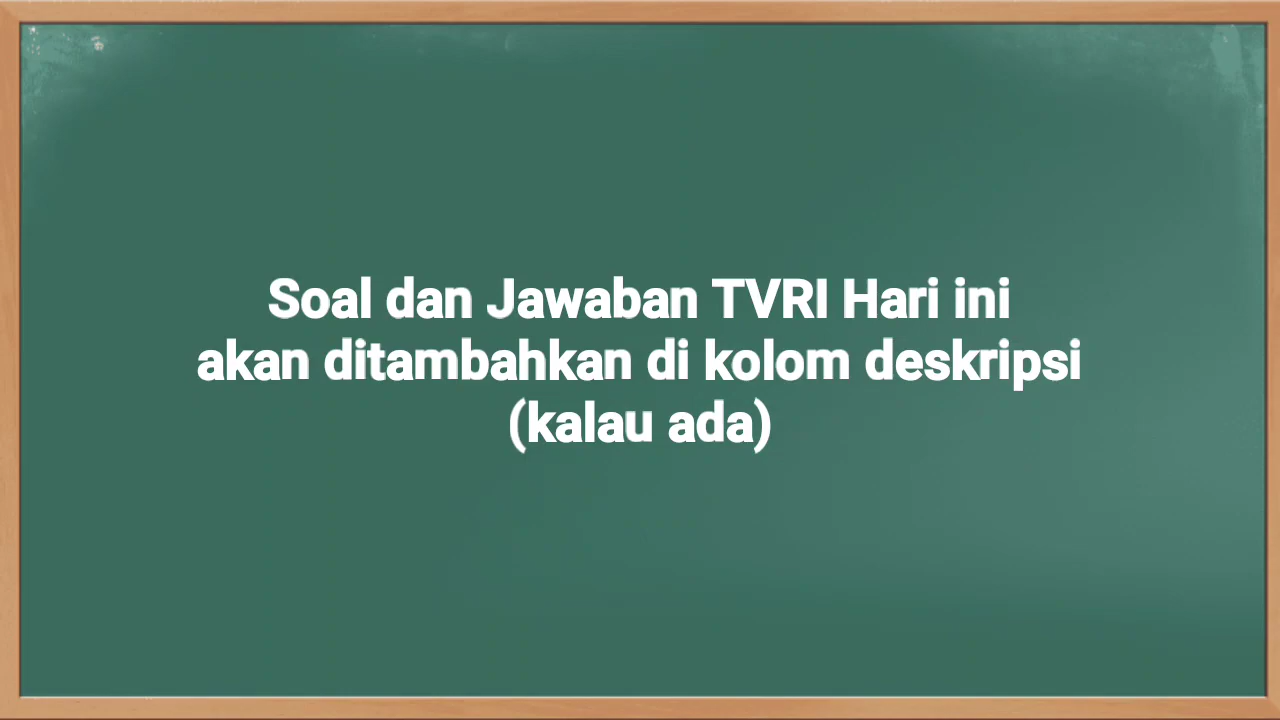 Soal dan Jawaban TVRI Hari ini
akan ditambahkan di kolom deskripsi
(kalau ada)